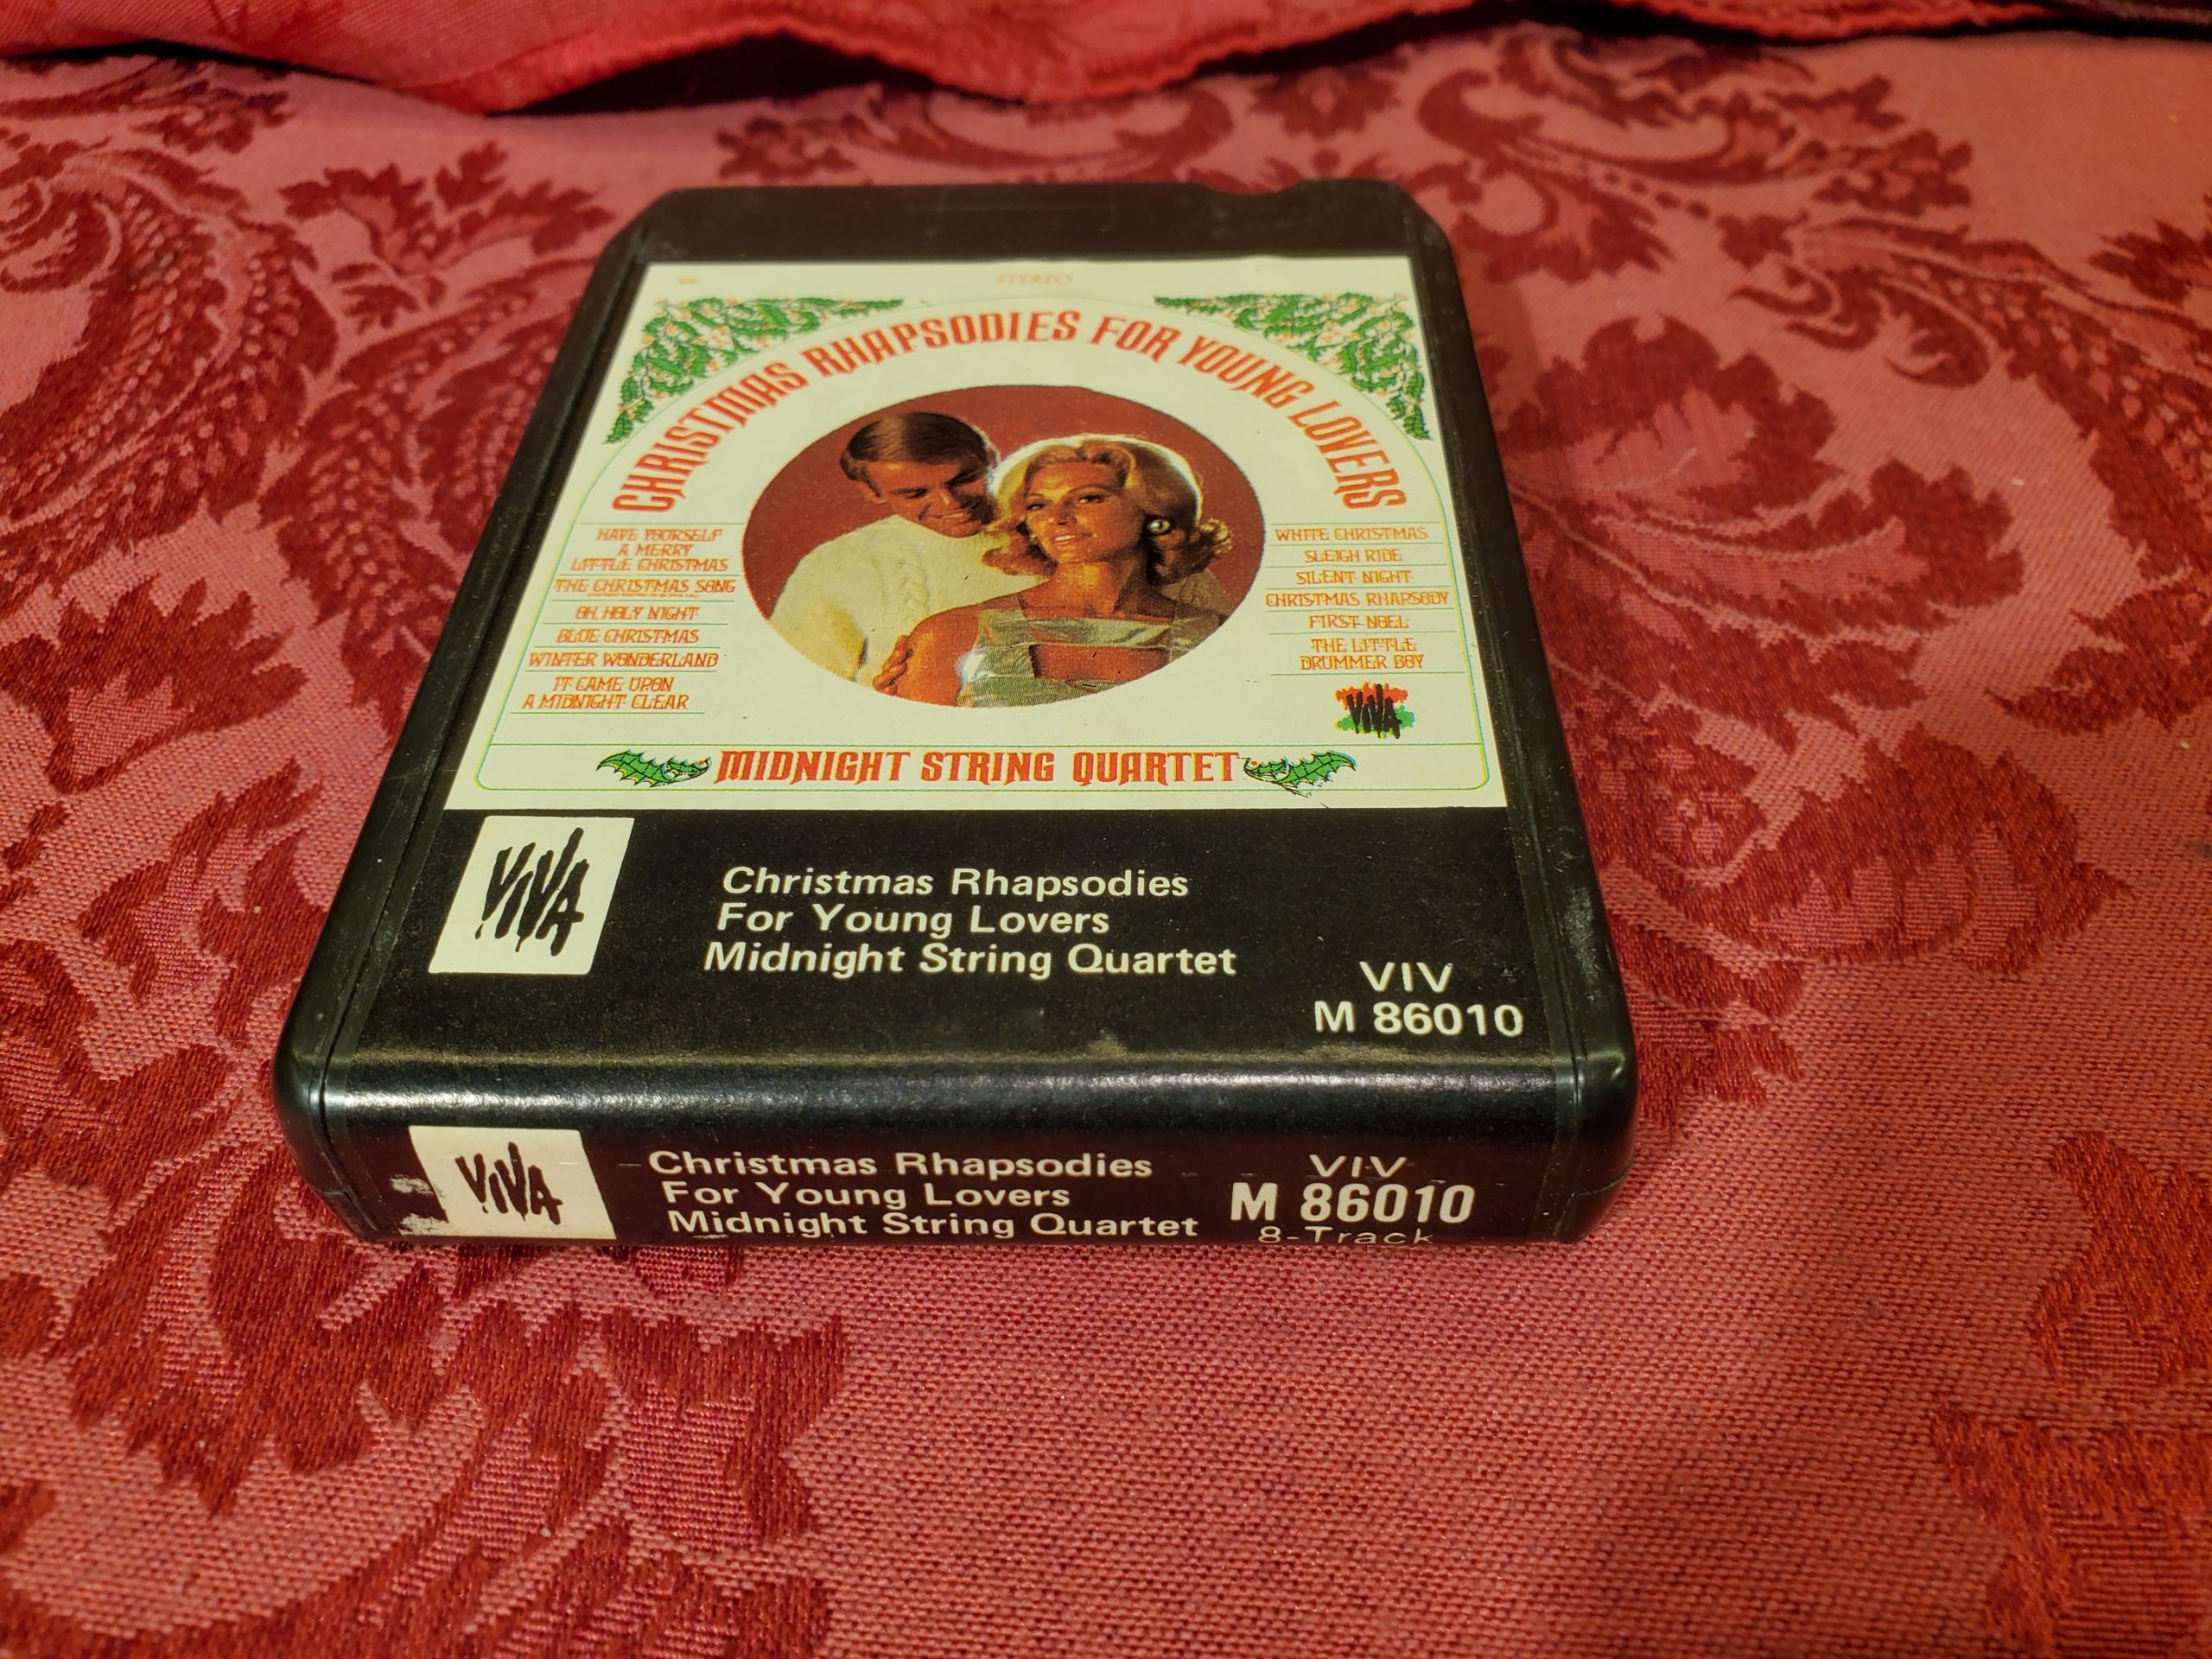 STEREO
CHRISTMAS RHAPSODIES FOR YOUNG LOVERS
HAVE YOURSELF
A MERRY
LITTLE CHRISTMAS
THE CHRISTMAS SONG
OH, HOLY NIGHT
BLUE CHRISTMAS
WINTER WONDERLAND
IT CAME UPON
A MIDNIGHT CLEAR
WHITE CHRISTMAS
SLEIGH RIDE
SILENT NIGHT
CHRISTMAS RHAPSODY
FIRST NOEL
THE LITTLE
DRUMMER BOY
VIVA
MIDNIGHT STRING QUARTET
VIVA
Christmas Rhapsodies
For Young Lovers
Midnight String Quartet
VIV
M 86010
VIVA
Christmas Rhapsodies
For Young Lovers
Midnight String Quartet
VIV
M 86010
8-Track